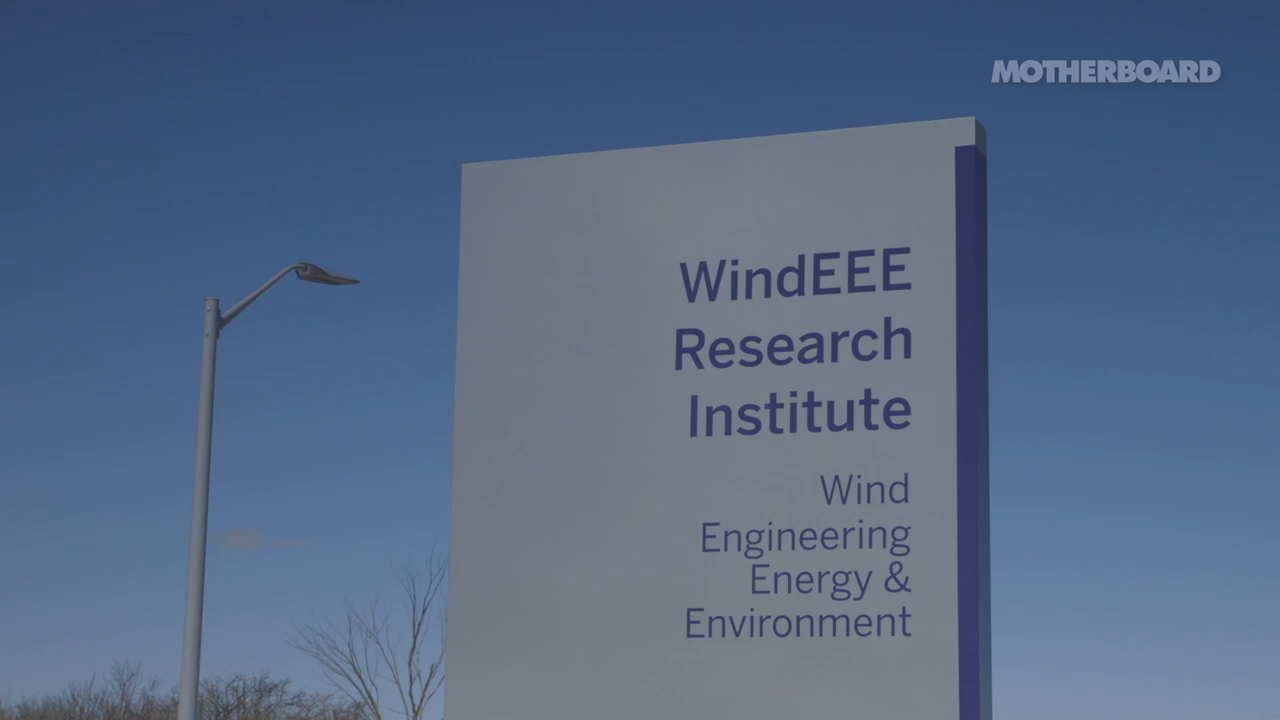 MOTHERBOARD
WindEEE
Research
Institute
Wind
Engineering
Energy &
Environment